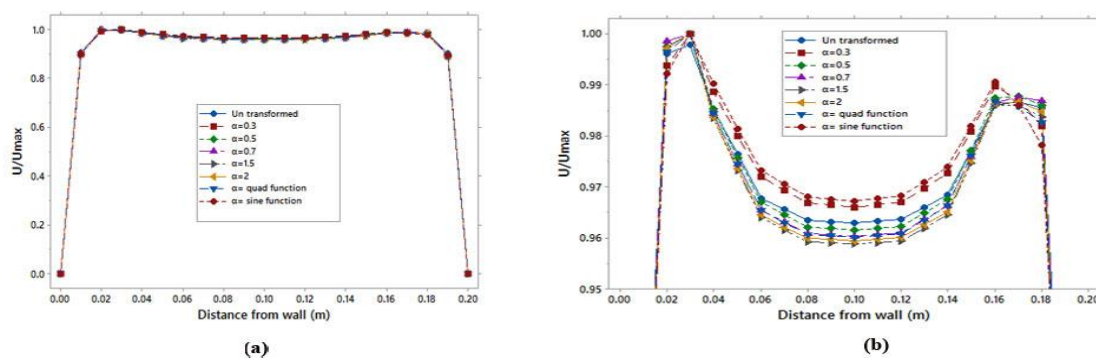 (a)
U/Umax
1.0
0.8
0.6
0.4
0.2
0.0
Un transformed
α=0.3
α=0.5
α=0.7
α=1.5
α=2
α= quad function
α= sine function
0.00 0.02 0.04 0.06 0.08 0.10 0.12 0.14 0.16 0.18 0.20
Distance from wall (m)
(a)
(b)
U/Umax
1.00
0.99
0.98
0.97
0.96
0.95
Un transformed
α=0.3
α=0.5
α=0.7
α=1.5
α=2
α= quad function
α= sine function
0.00 0.02 0.04 0.06 0.08 0.10 0.12 0.14 0.16 0.18 0.20
Distance from wall (m)
(b)